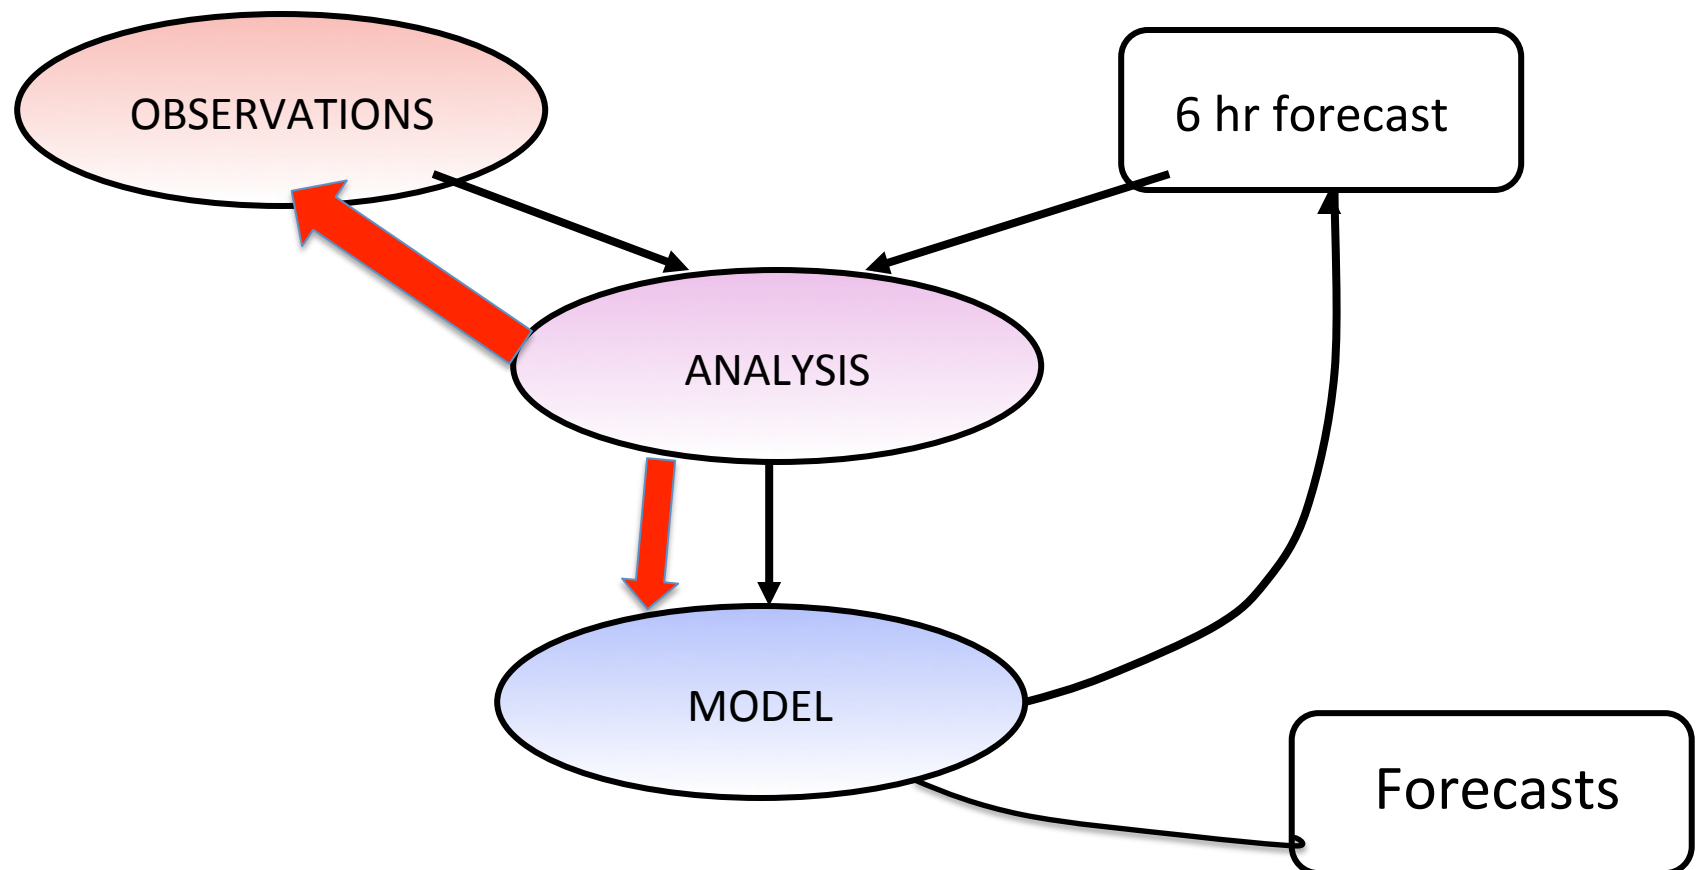 OBSERVATIONS
6 hr forecast
ANALYSIS
MODEL
Forecasts